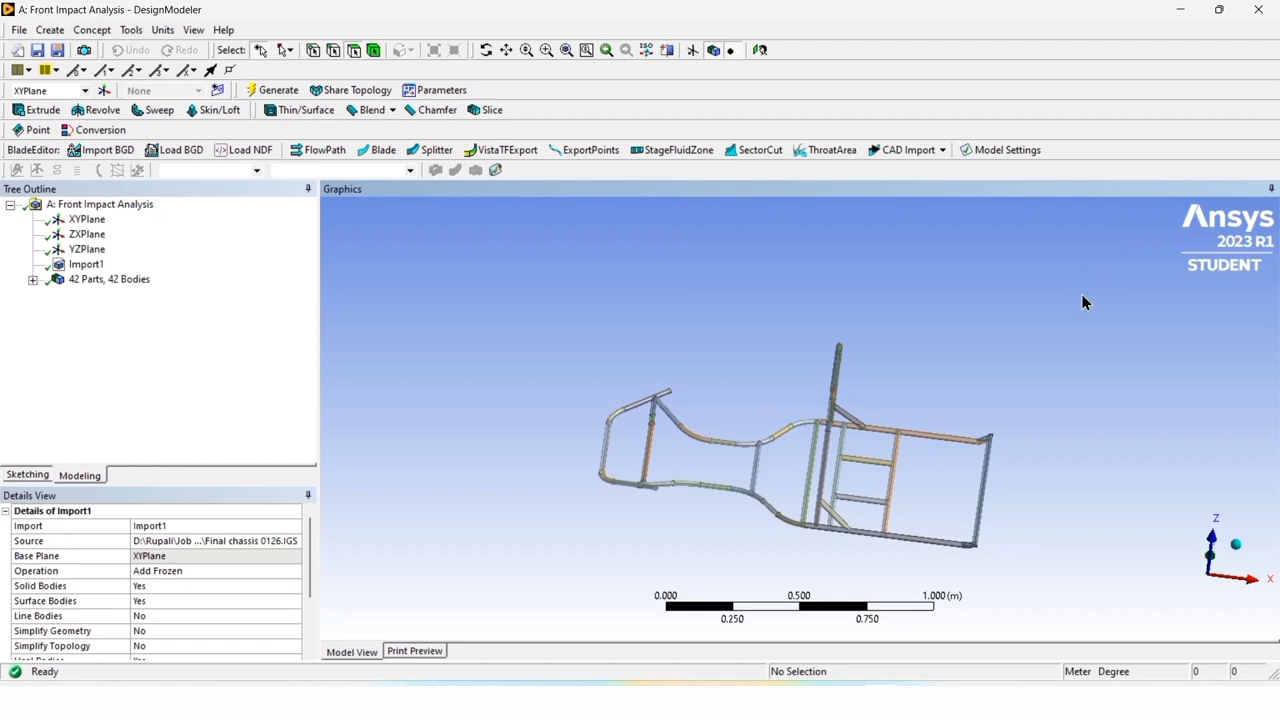 A: Front Impact Analysis - DesignModeler
File Create Concept Tools Units View Help
Undo Redo Select:
XYPlane None Generate Share Topology Parameters
Extrude Revolve Sweep Skin/Loft Thin/Surface Blend Chamfer Slice
Point Conversion
BladeEditor: Import BGD Load BGD Load NDF FlowPath Blade Splitter VistaTFExport ExportPoints StageFluidZone SectorCut ThroatArea CAD Import Model Settings
Tree Outline
A: Front Impact Analysis
XYPlane
ZXPlane
YZPlane
Import1
42 Parts, 42 Bodies
Sketching Modeling
Details View
Details of Import1
Import Import1
Source D:\Rupali\Job ...\Final chassis 0126.IGS
Base Plane XYPlane
Operation Add Frozen
Solid Bodies Yes
Surface Bodies Yes
Line Bodies No
Simplify Geometry No
Simplify Topology No
Graphics
Ansys
2023 R1
STUDENT
Z
X
0.000 0.500 1.000 (m)
0.250 0.750
Model View Print Preview
Ready No Selection Meter Degree 0 0